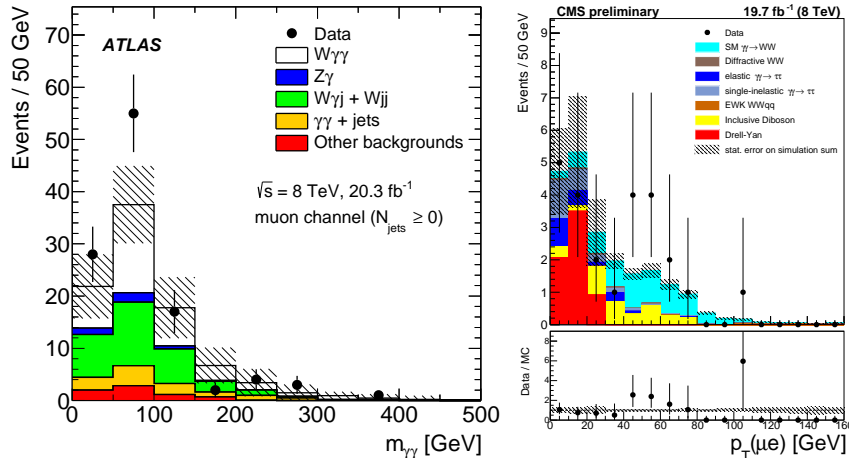 ATLAS
Data
Wγγ
Zγ
Wγj + Wjj
γγ + jets
Other backgrounds
√s = 8 TeV, 20.3 fb⁻¹
muon channel (N_jets ≥ 0)
Events / 50 GeV
70
60
50
40
30
20
10
0
0 100 200 300 400 500
m_γγ [GeV]
CMS preliminary 19.7 fb⁻¹ (8 TeV)
Data
SM γγ→WW
Diffractive WW
elastic γγ→ττ
single-inelastic γγ→ττ
EWK WWqq
Inclusive Diboson
Drell-Yan
stat. error on simulation sum
Events / 50 GeV
9
8
7
6
5
4
3
2
1
0
Data / MC
8
6
4
2
0
0 20 40 60 80 100 120 140 160
p_T(μe) [GeV]